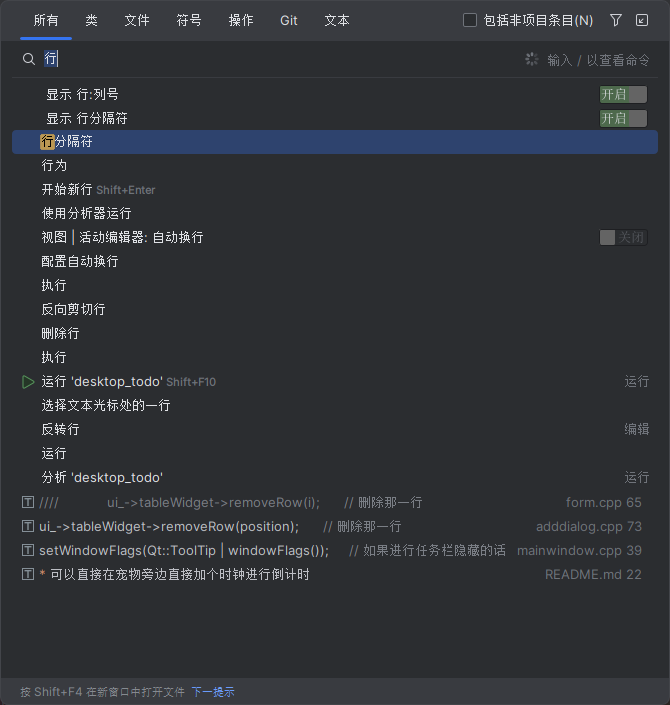 所有 类 文件 符号 操作 Git 文本 包括非项目条目(N)
行 输入 / 以查看命令
显示 行:列号 开启
显示 行分隔符 开启
行分隔符
行为
开始新行 Shift+Enter
使用分析器运行
视图 | 活动编辑器: 自动换行 关闭
配置自动换行
执行
反向剪切行
删除行
执行
运行 'desktop_todo' Shift+F10 运行
选择文本光标处的一行
反转行 编辑
运行
分析 'desktop_todo' 运行
//// ui_->tableWidget->removeRow(i); // 删除那一行 form.cpp 65
ui_->tableWidget->removeRow(position); // 删除那一行 adddialog.cpp 73
setWindowFlags(Qt::ToolTip | windowFlags()); // 如果进行任务栏隐藏的话 mainwindow.cpp 39
* 可以直接在宠物旁边直接加个时钟进行倒计时 README.md 22
按 Shift+F4 在新窗口中打开文件 下一提示